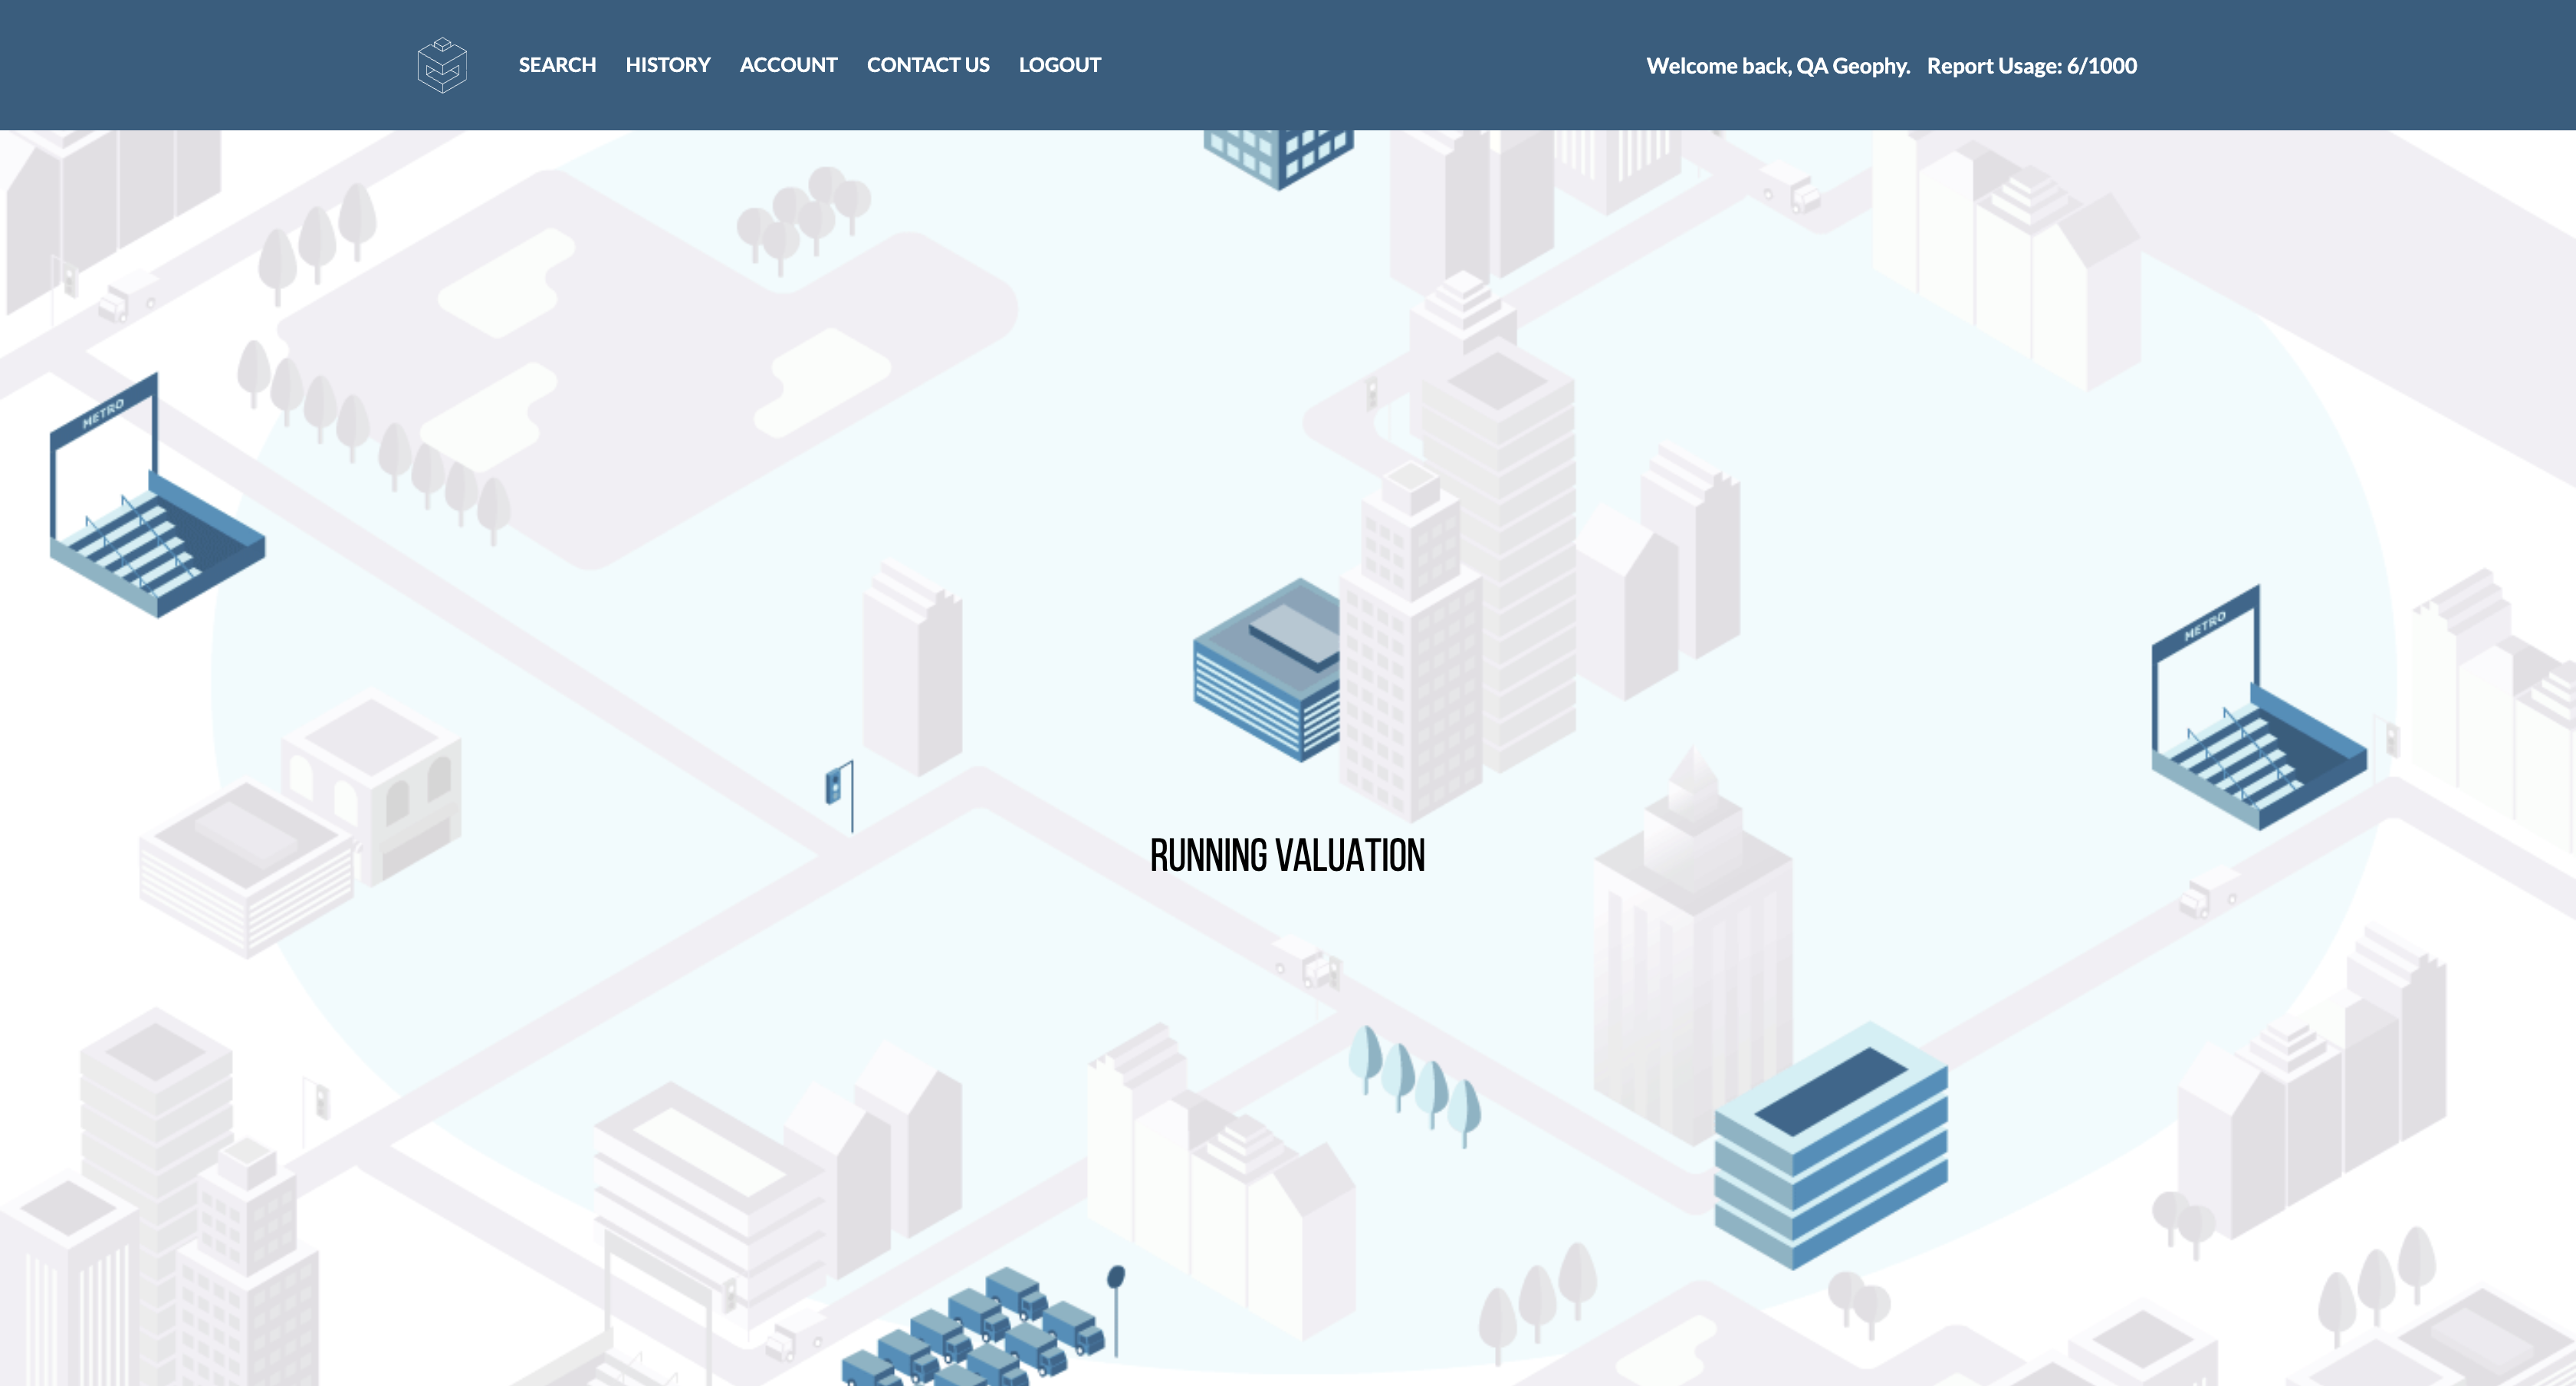 SEARCH HISTORY ACCOUNT CONTACT US LOGOUT Welcome back, QA Geophy. Report Usage: 6/1000
METRO
METRO
RUNNING VALUATION